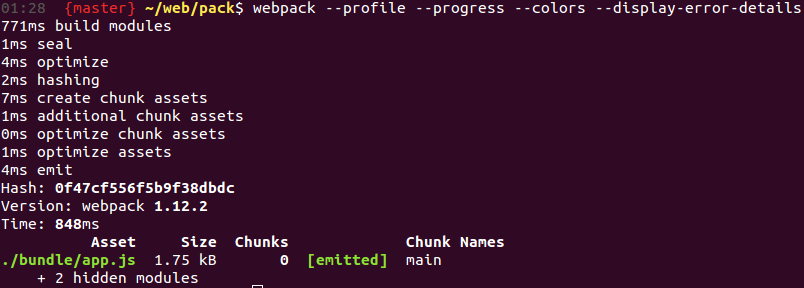 01:28 {master} ~/web/pack$ webpack --profile --progress --colors --display-error-details
771ms build modules
1ms seal
4ms optimize
2ms hashing
7ms create chunk assets
1ms additional chunk assets
0ms optimize chunk assets
1ms optimize assets
4ms emit
Hash: 0f47cf556f5b9f38dbdc
Version: webpack 1.12.2
Time: 848ms
Asset Size Chunks Chunk Names
./bundle/app.js 1.75 kB 0 [emitted] main
+ 2 hidden modules